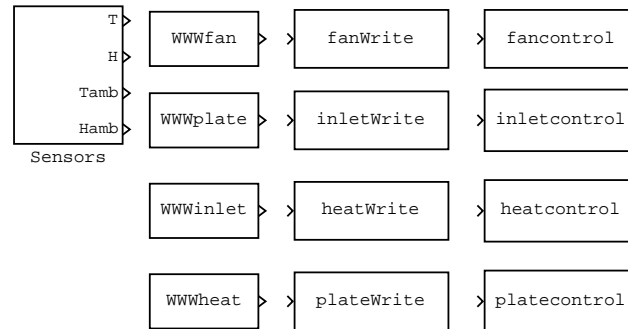 T
H
Tamb
Hamb
Sensors
WWWfan
fanWrite
fancontrol
WWWplate
inletWrite
inletcontrol
WWWinlet
heatWrite
heatcontrol
WWWheat
plateWrite
platecontrol